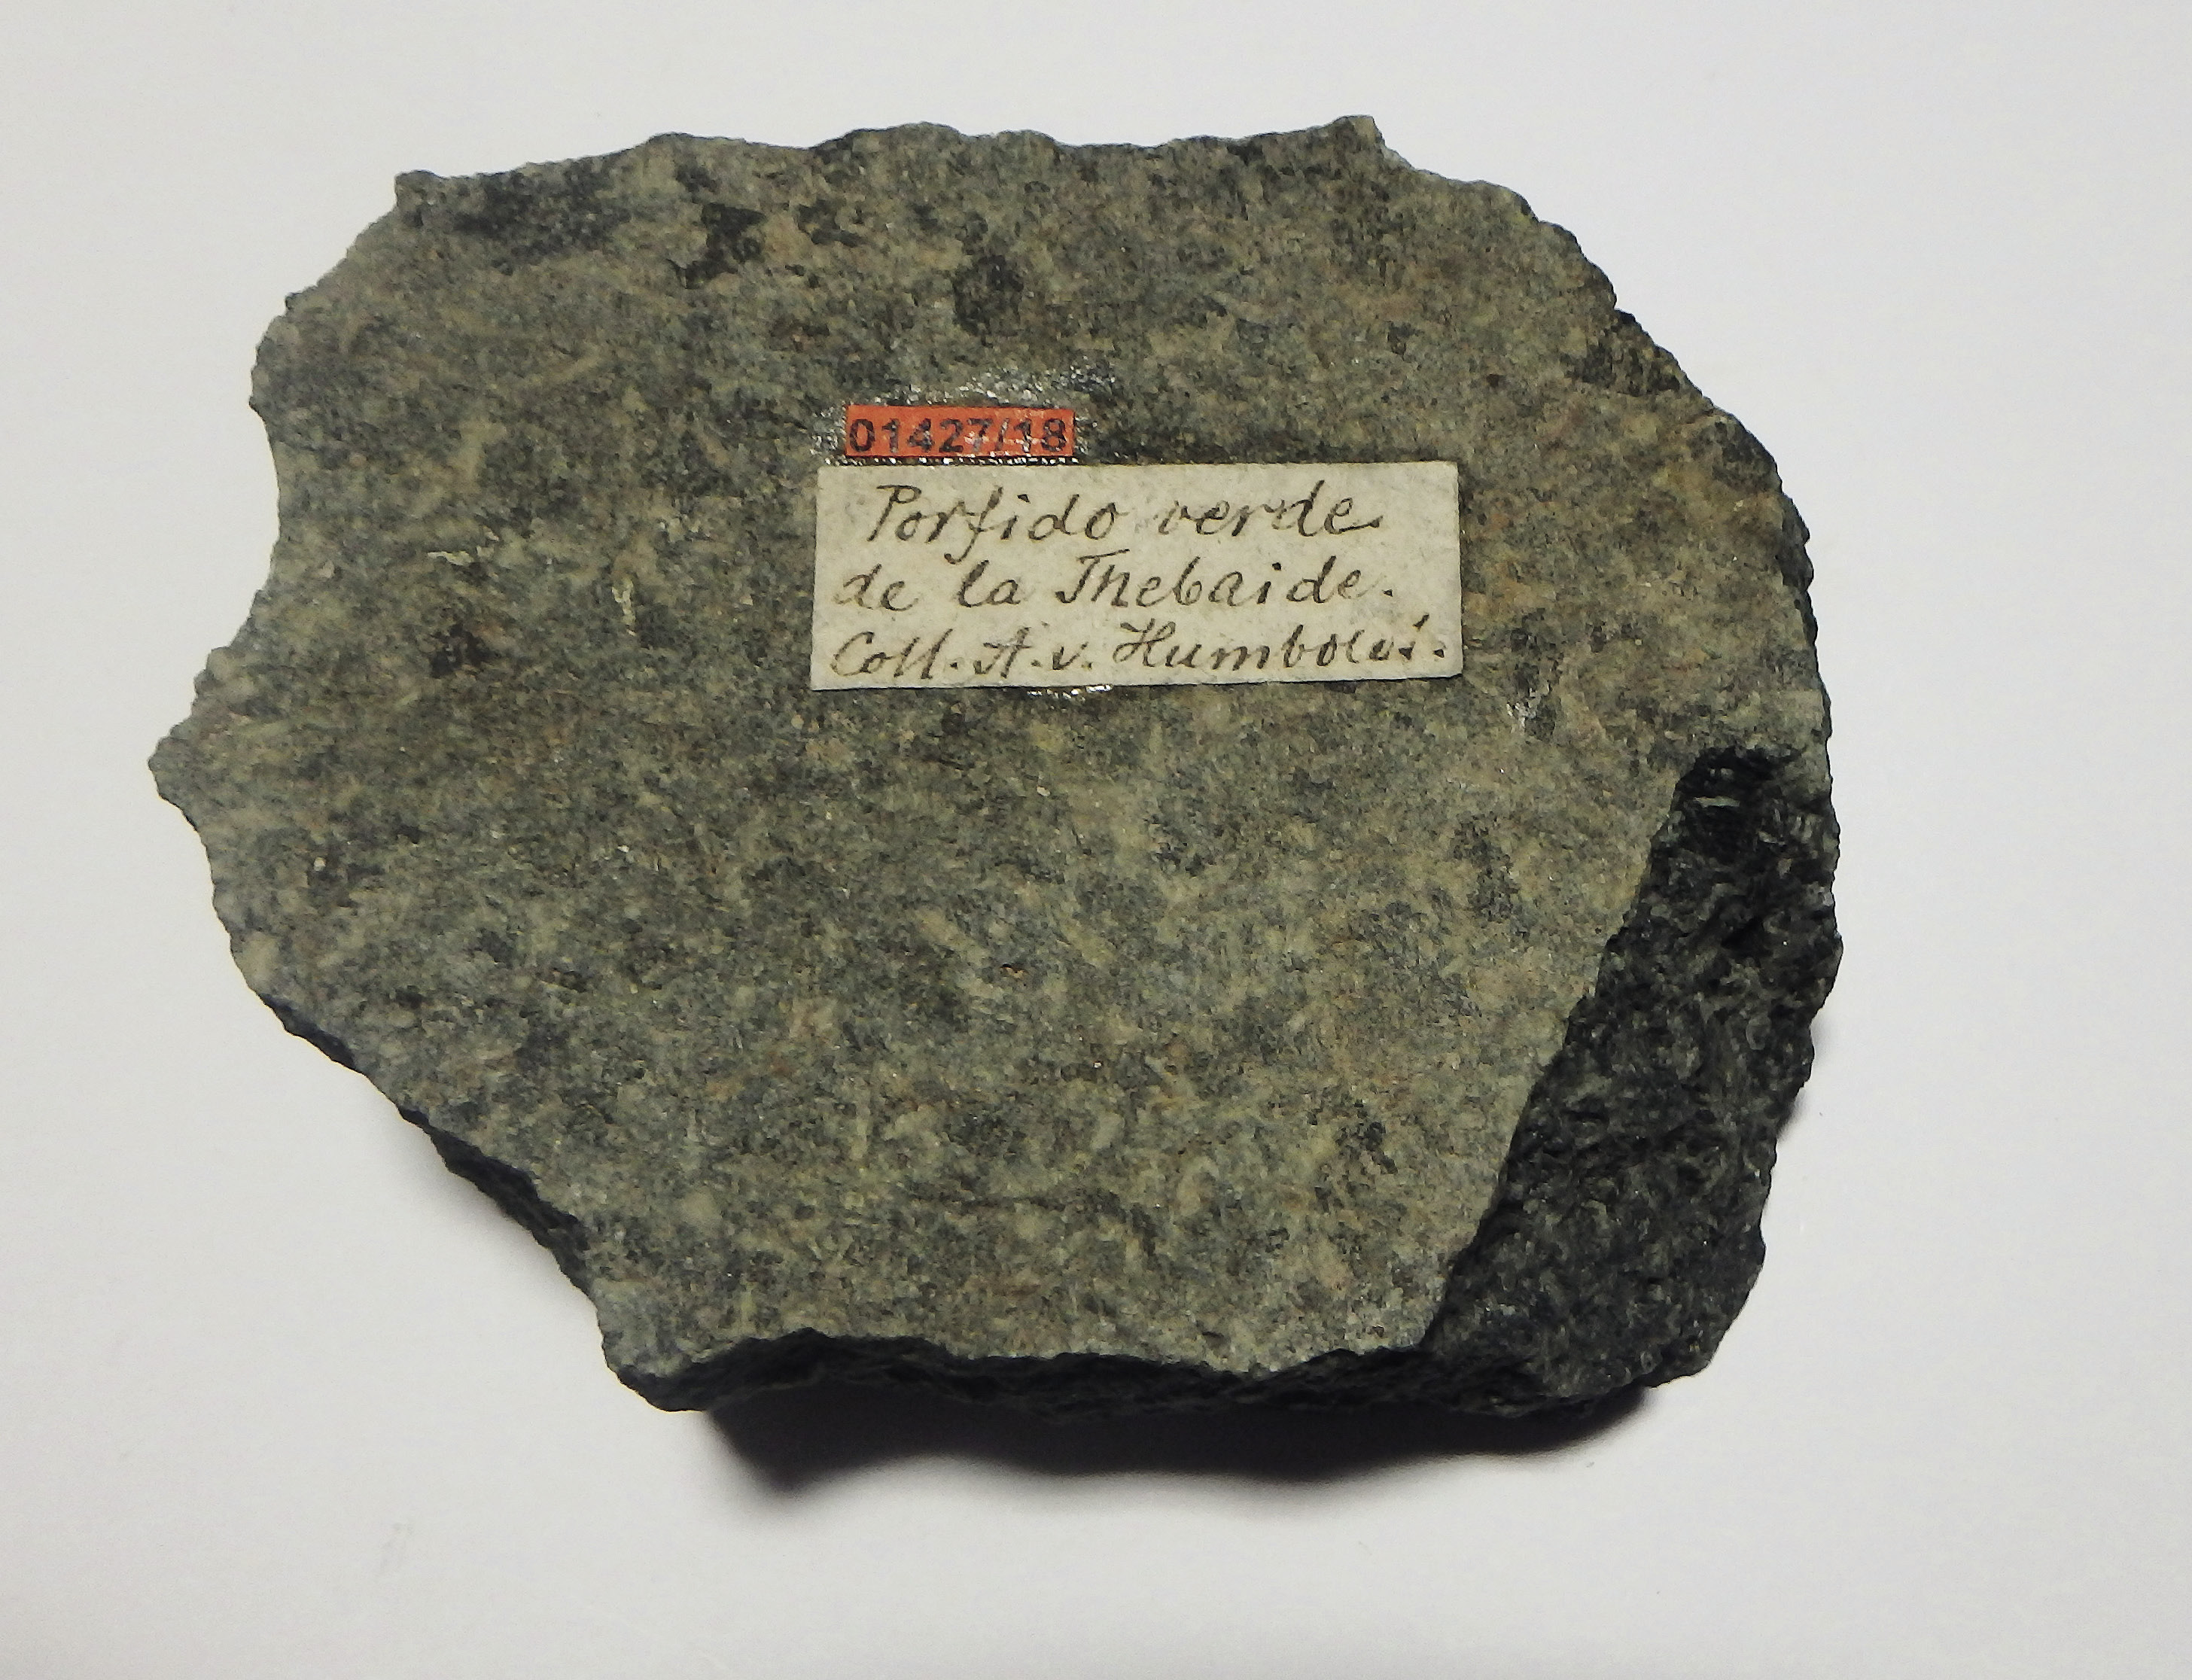 01427/18
Porfido verde
de la Thebaide.
Coll. A. v. Humboldt.